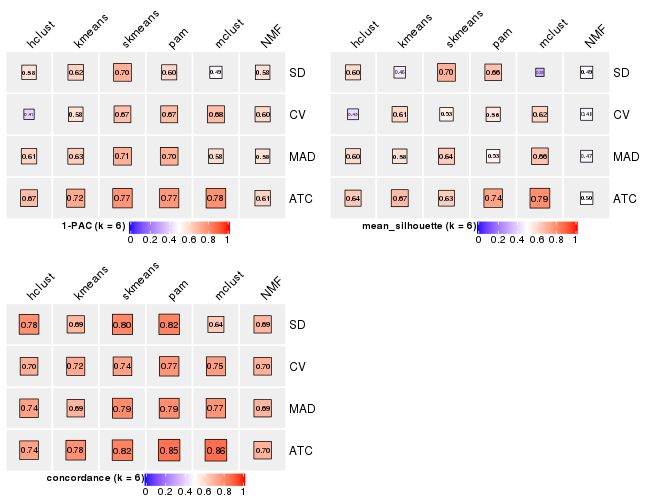 hclust kmeans skmeans pam mclust NMF
0.58 0.62 0.70 0.60 0.49 0.58 SD
0.41 0.58 0.67 0.67 0.68 0.60 CV
0.61 0.63 0.71 0.70 0.58 0.58 MAD
0.67 0.72 0.77 0.77 0.78 0.61 ATC
1-PAC (k = 6)
0 0.2 0.4 0.6 0.8 1
hclust kmeans skmeans pam mclust NMF
0.60 0.46 0.70 0.66 0.49 SD
0.43 0.61 0.53 0.56 0.62 0.48 CV
0.60 0.58 0.64 0.53 0.66 0.47 MAD
0.64 0.67 0.63 0.74 0.79 0.50 ATC
mean_silhouette (k = 6)
0 0.2 0.4 0.6 0.8 1
hclust kmeans skmeans pam mclust NMF
0.78 0.69 0.80 0.82 0.64 0.69 SD
0.70 0.72 0.74 0.77 0.75 0.70 CV
0.74 0.69 0.79 0.79 0.77 0.69 MAD
0.74 0.78 0.82 0.85 0.86 0.70 ATC
concordance (k = 6)
0 0.2 0.4 0.6 0.8 1